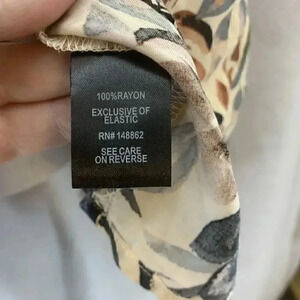 100%RAYON
EXCLUSIVE OF
ELASTIC
RN# 148862
SEE CARE
ON REVERSE